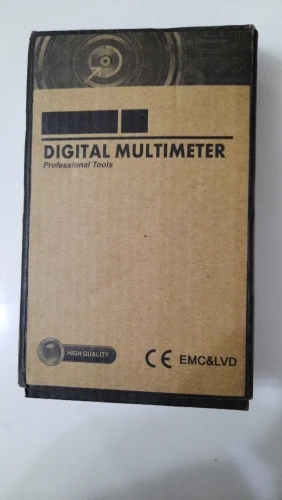 DIGITAL MULTIMETER
Professional Tools
HIGH QUALITY
CE EMC&LVD